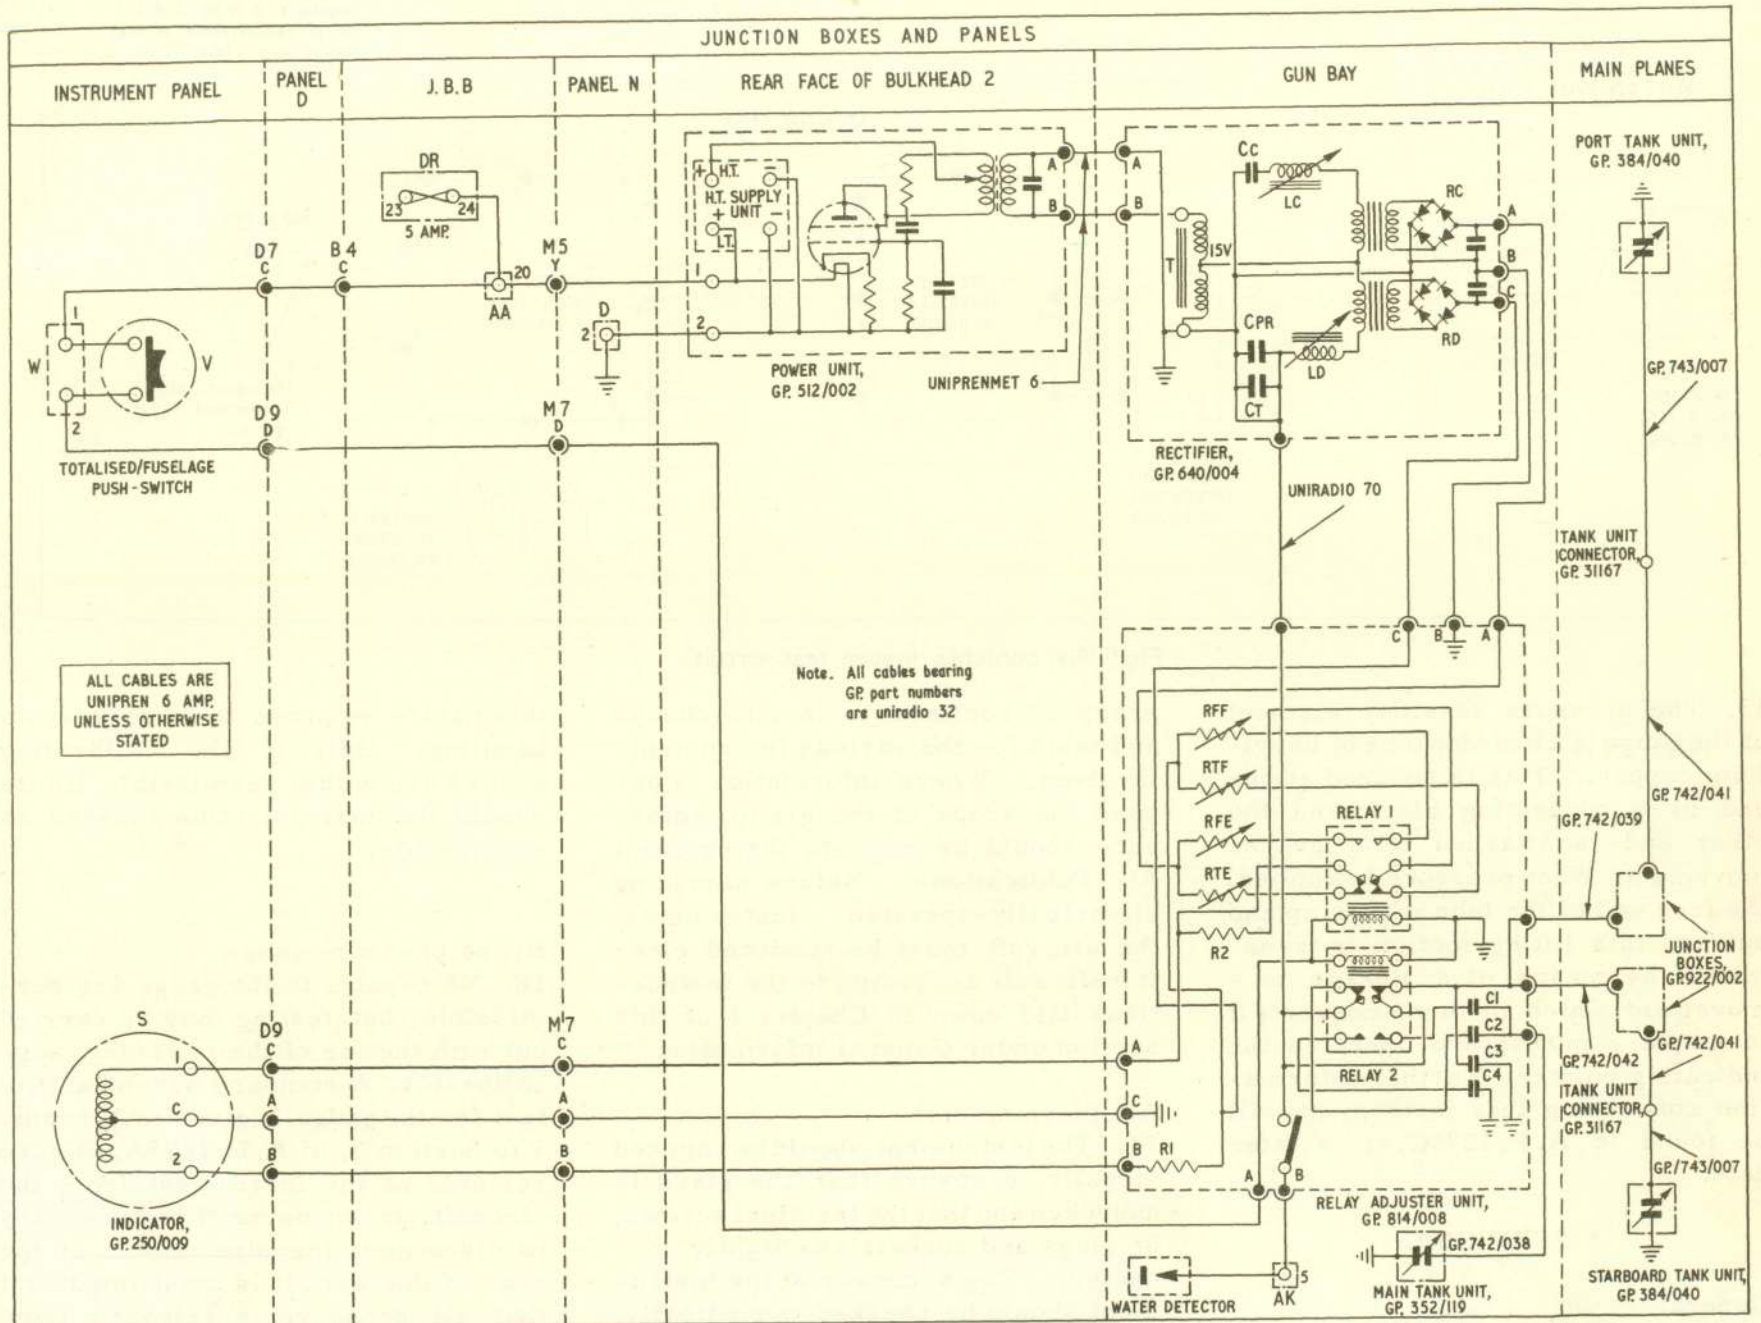 JUNCTION BOXES AND PANELS
INSTRUMENT PANEL
PANEL
D
J.B.B
PANEL N
REAR FACE OF BULKHEAD 2
GUN BAY
MAIN PLANES
DR
23
24
5 AMP.
D7
C
B4
C
20
AA
M5
Y
1
W
V
2
D9
D
M7
D
TOTALISED/FUSELAGE
PUSH-SWITCH
D
2
+ H.T. −
H.T. SUPPLY
+ UNIT −
L.T.
1
2
A
B
POWER UNIT,
GP. 512/002
UNIPRENMET 6
A
B
T
15V
CC
LC
RC
CPR
CT
LD
RD
A
B
C
RECTIFIER,
GP. 640/004
UNIRADIO 70
PORT TANK UNIT,
GP. 384/040
GP. 743/007
TANK UNIT
CONNECTOR,
GP. 31167
GP. 742/041
ALL CABLES ARE
UNIPREN 6 AMP.
UNLESS OTHERWISE
STATED
Note. All cables bearing
GP. part numbers
are uniradio 32
C
B
A
RFF
RTF
RFE
RTE
R2
RELAY 1
RELAY 2
C1
C2
C3
C4
A
C
B
R1
A
B
RELAY ADJUSTER UNIT,
GP. 814/008
GP. 742/039
JUNCTION
BOXES,
GP.922/002
GP. 742/042
GP./742/041
TANK UNIT
CONNECTOR,
GP. 31167
GP./743/007
STARBOARD TANK UNIT,
GP. 384/040
S
C
2
INDICATOR,
GP. 250/009
D9
C
A
B
M7
C
A
B
WATER DETECTOR
5
AK
GP.742/038
MAIN TANK UNIT,
GP. 352/119